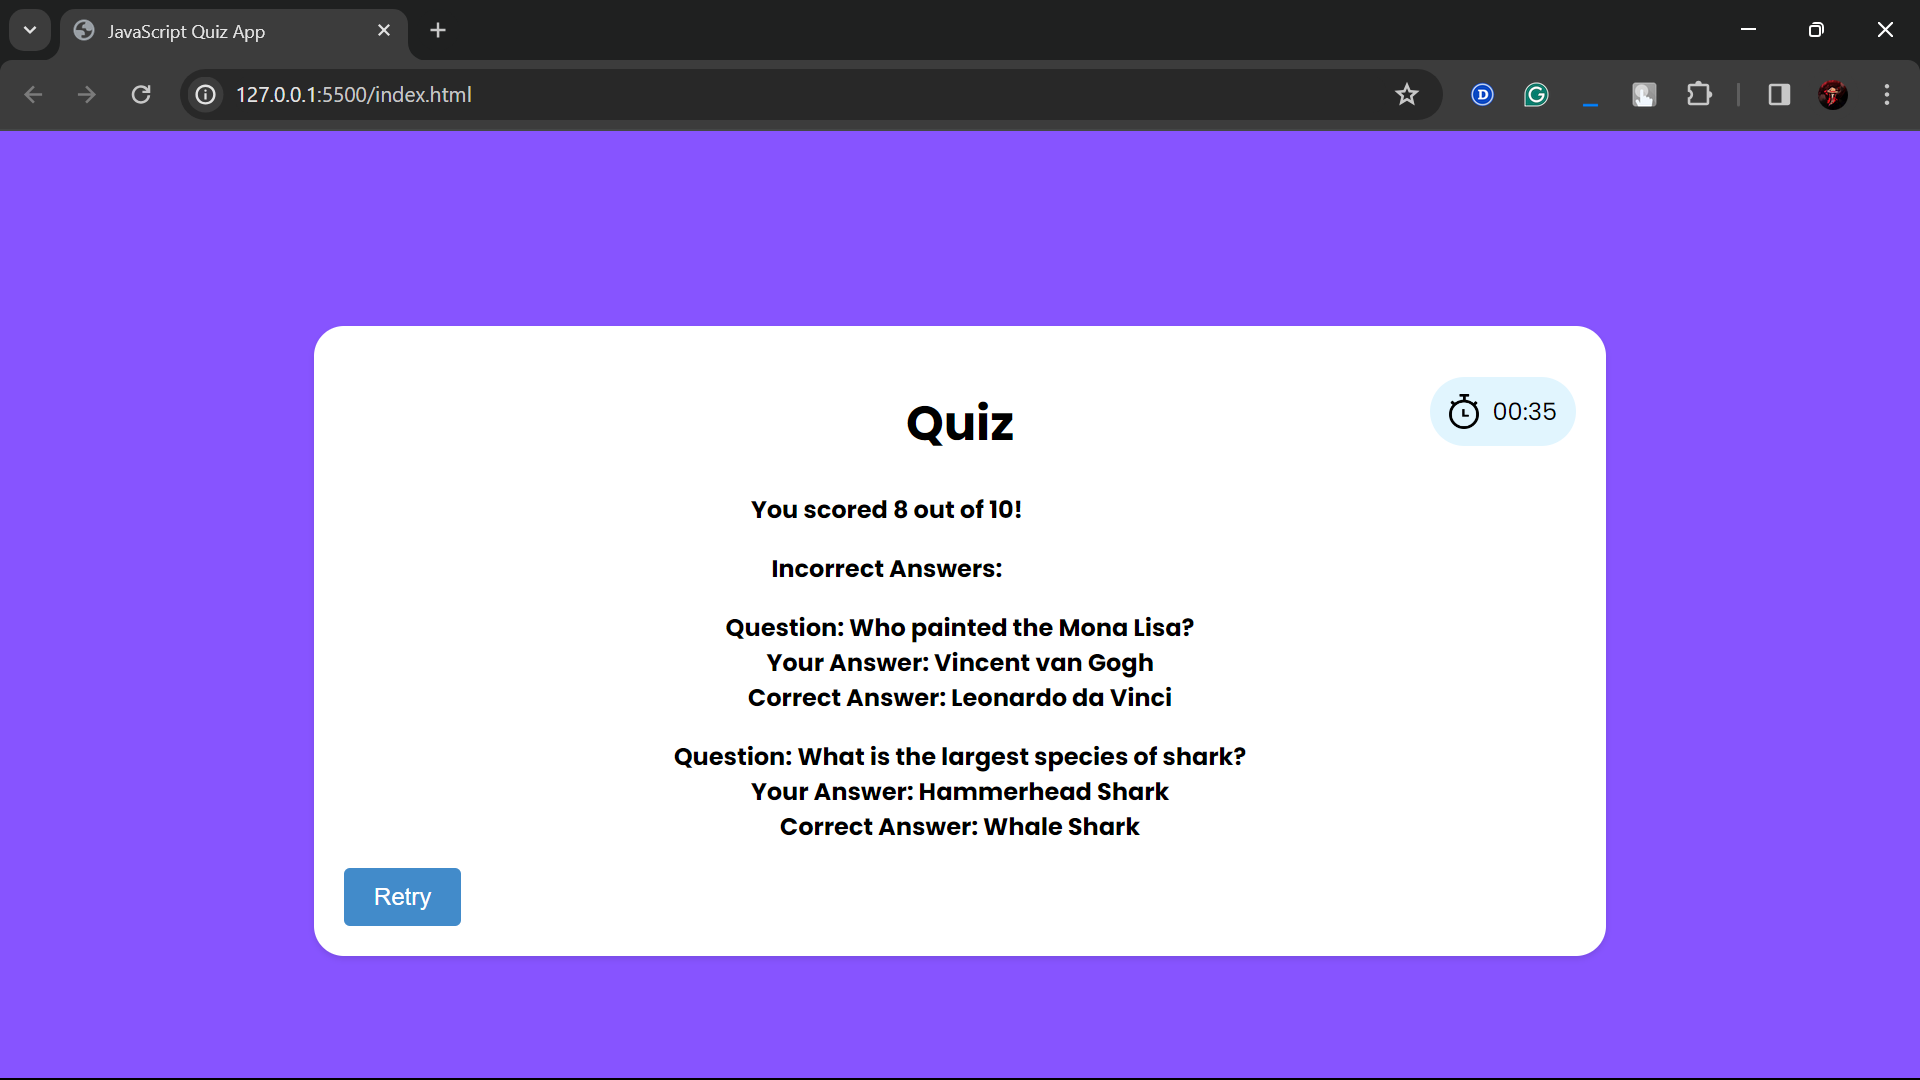 JavaScript Quiz App
127.0.0.1:5500/index.html
D
G
Quiz
00:35
You scored 8 out of 10!
Incorrect Answers:
Question: Who painted the Mona Lisa?
Your Answer: Vincent van Gogh
Correct Answer: Leonardo da Vinci
Question: What is the largest species of shark?
Your Answer: Hammerhead Shark
Correct Answer: Whale Shark
Retry